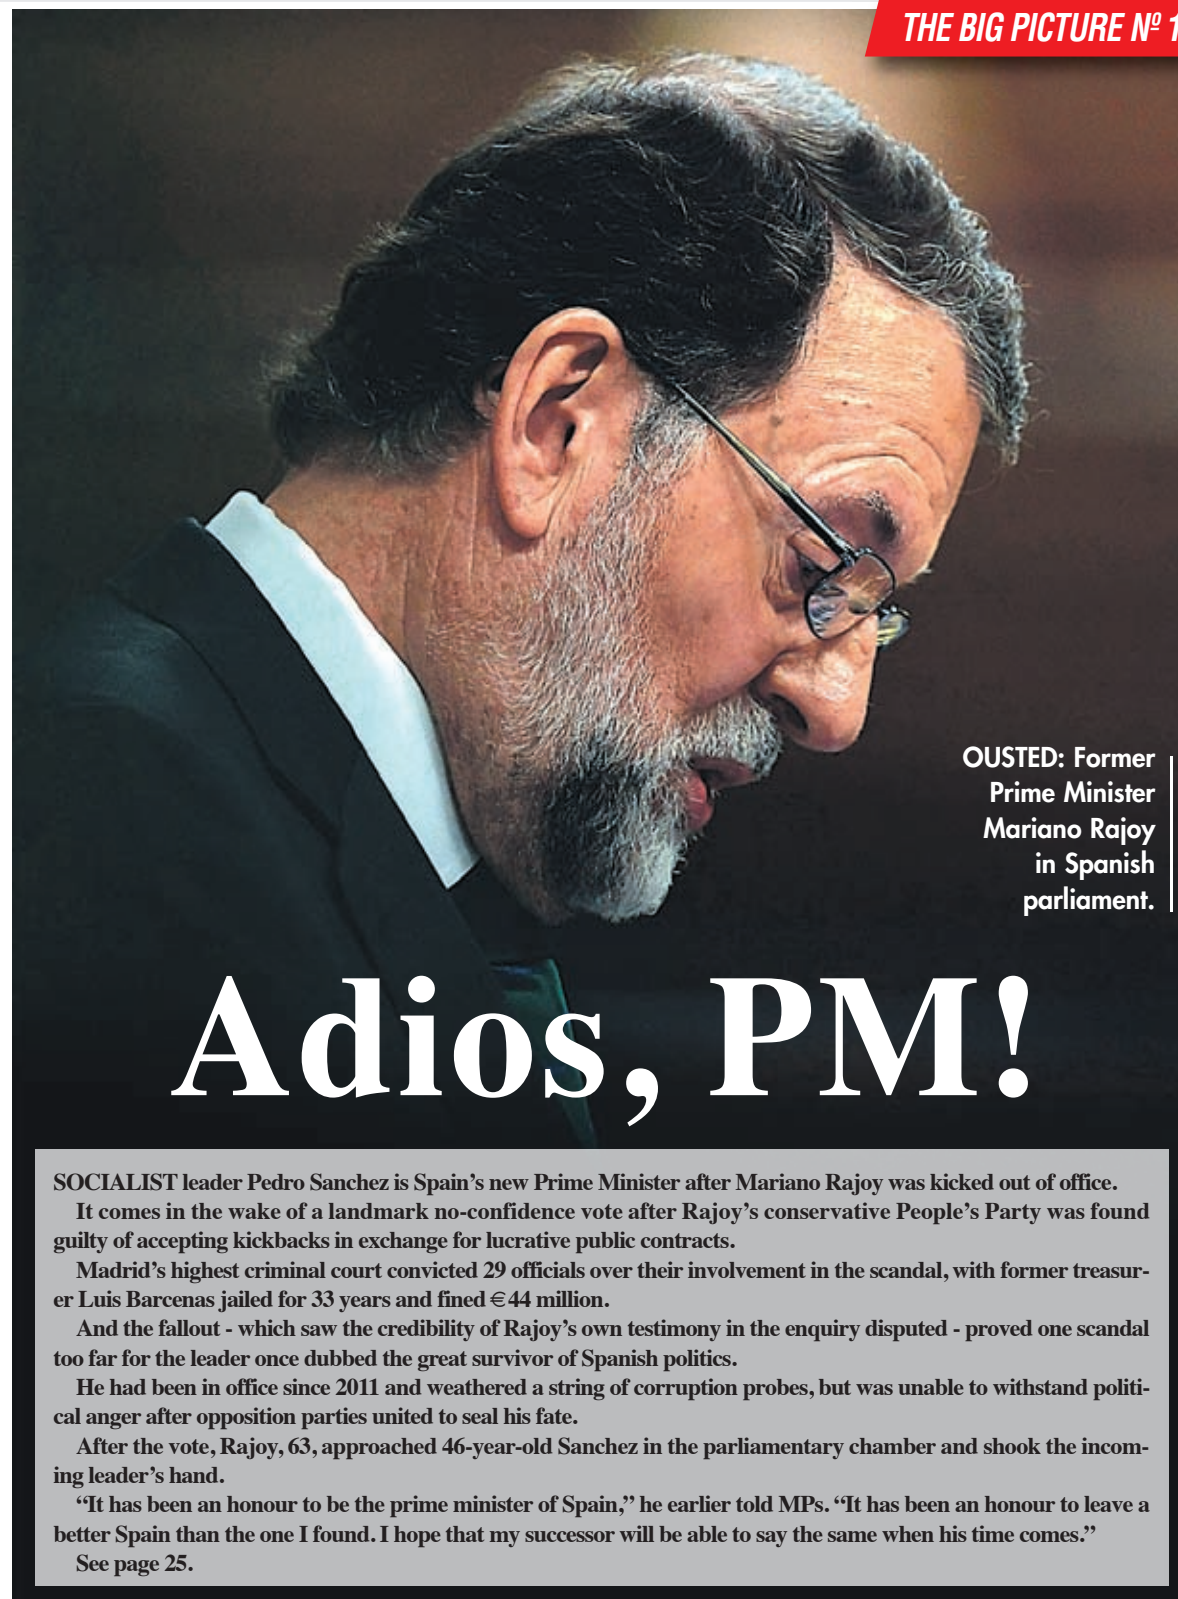 THE BIG PICTURE Nº 1
OUSTED: Former
Prime Minister
Mariano Rajoy
in Spanish
parliament.
Adios, PM!
SOCIALIST leader Pedro Sanchez is Spain’s new Prime Minister after Mariano Rajoy was kicked out of office.
It comes in the wake of a landmark no-confidence vote after Rajoy’s conservative People’s Party was found
guilty of accepting kickbacks in exchange for lucrative public contracts.
Madrid’s highest criminal court convicted 29 officials over their involvement in the scandal, with former treasur-
er Luis Barcenas jailed for 33 years and fined €44 million.
And the fallout - which saw the credibility of Rajoy’s own testimony in the enquiry disputed - proved one scandal
too far for the leader once dubbed the great survivor of Spanish politics.
He had been in office since 2011 and weathered a string of corruption probes, but was unable to withstand politi-
cal anger after opposition parties united to seal his fate.
After the vote, Rajoy, 63, approached 46-year-old Sanchez in the parliamentary chamber and shook the incom-
ing leader’s hand.
“It has been an honour to be the prime minister of Spain,” he earlier told MPs. “It has been an honour to leave a
better Spain than the one I found. I hope that my successor will be able to say the same when his time comes.”
See page 25.